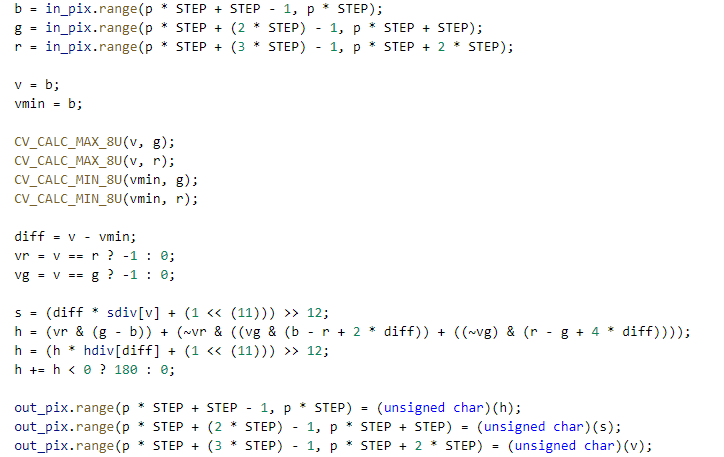 b = in_pix.range(p * STEP + STEP - 1, p * STEP);
g = in_pix.range(p * STEP + (2 * STEP) - 1, p * STEP + STEP);
r = in_pix.range(p * STEP + (3 * STEP) - 1, p * STEP + 2 * STEP);
v = b;
vmin = b;
CV_CALC_MAX_8U(v, g);
CV_CALC_MAX_8U(v, r);
CV_CALC_MIN_8U(vmin, g);
CV_CALC_MIN_8U(vmin, r);
diff = v - vmin;
vr = v == r ? -1 : 0;
vg = v == g ? -1 : 0;
s = (diff * sdiv[v] + (1 << (11))) >> 12;
h = (vr & (g - b)) + (~vr & ((vg & (b - r + 2 * diff)) + ((~vg) & (r - g + 4 * diff))));
h = (h * hdiv[diff] + (1 << (11))) >> 12;
h += h < 0 ? 180 : 0;
out_pix.range(p * STEP + STEP - 1, p * STEP) = (unsigned char)(h);
out_pix.range(p * STEP + (2 * STEP) - 1, p * STEP + STEP) = (unsigned char)(s);
out_pix.range(p * STEP + (3 * STEP) - 1, p * STEP + 2 * STEP) = (unsigned char)(v);